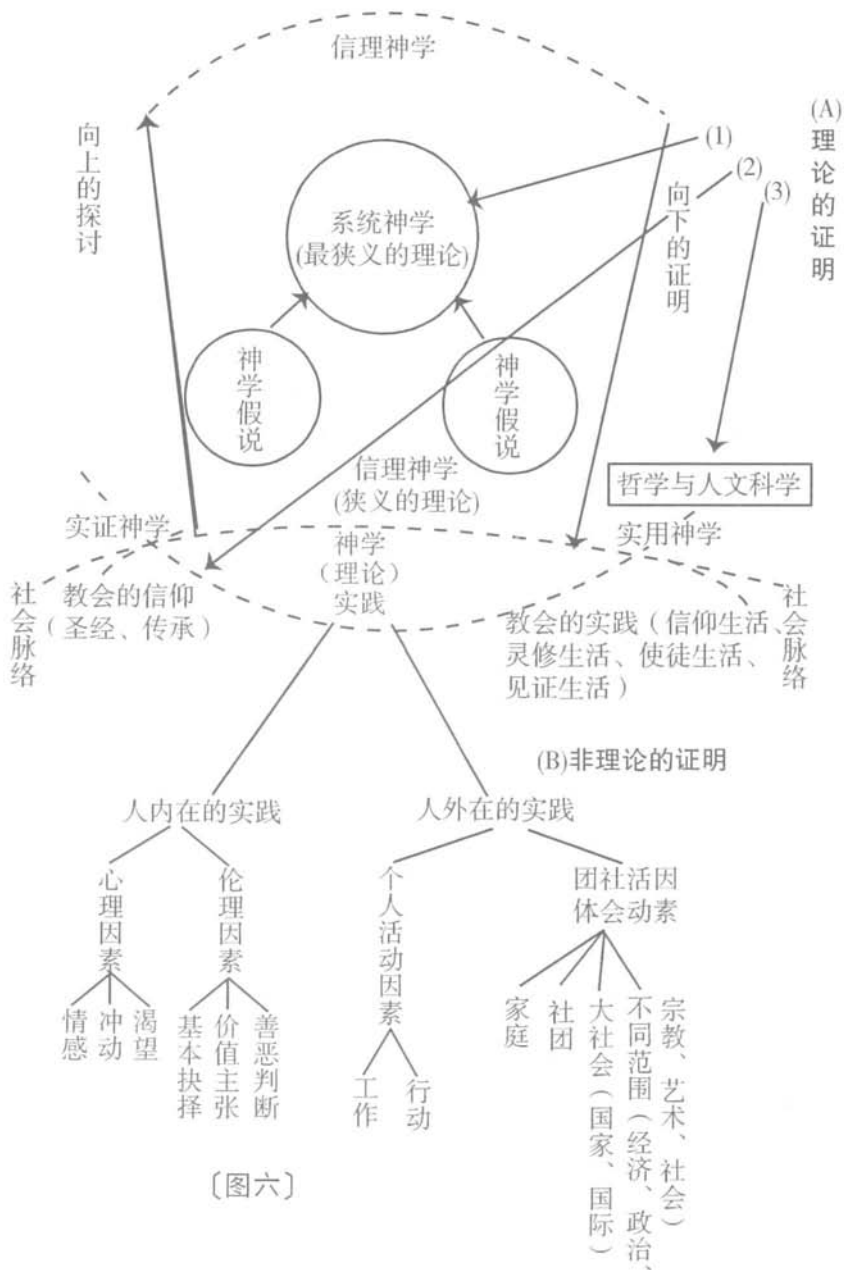 信理神学
向上的探讨
(A)理论的证明
(1)
(2)
(3)
向下的证明
系统神学
(最狭义的理论)
神学假说
神学假说
信理神学
(狭义的理论)
哲学与人文科学
实证神学
实用神学
神学
(理论)
实践
社会脉络
教会的信仰
(圣经、传承)
教会的实践(信仰生活、
灵修生活、使徒生活、
见证生活)
社会脉络
(B)非理论的证明
人内在的实践
人外在的实践
心理因素
伦理因素
个人活动因素
团社活因
体会动素
情感
冲动
渴望
基本抉择
价值主张
善恶判断
工作
行动
家庭
社团
大社会(国家、国际)
不同范围(经济、政治、
宗教、艺术、社会)
〔图六〕